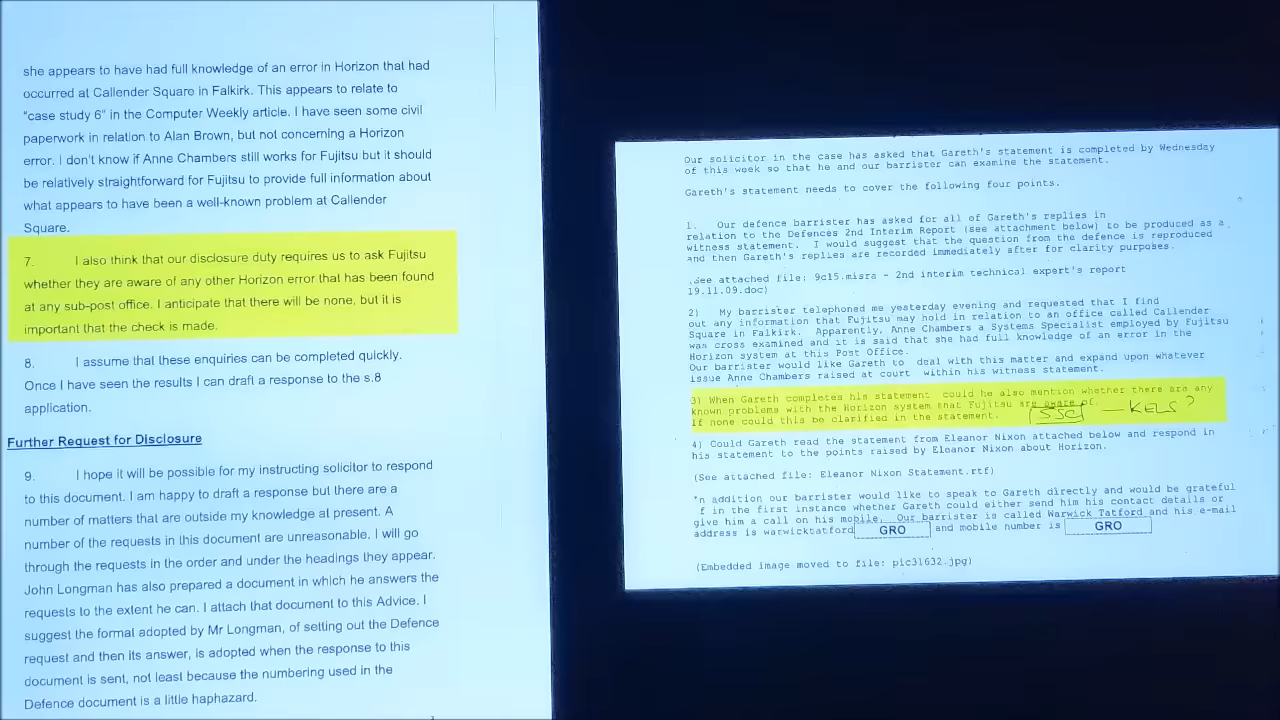 she appears to have had full knowledge of an error in Horizon that had
occurred at Callender Square in Falkirk. This appears to relate to
"case study 6" in the Computer Weekly article. I have seen some civil
paperwork in relation to Alan Brown, but not concerning a Horizon
error. I don't know if Anne Chambers still works for Fujitsu but it should
be relatively straightforward for Fujitsu to provide full information about
what appears to have been a well-known problem at Callender
Square.
7. I also think that our disclosure duty requires us to ask Fujitsu
whether they are aware of any other Horizon error that has been found
at any sub-post office. I anticipate that there will be none, but it is
important that the check is made.
8. I assume that these enquiries can be completed quickly.
Once I have seen the results I can draft a response to the s.8
application.
Further Request for Disclosure
9. I hope it will be possible for my instructing solicitor to respond
to this document. I am happy to draft a response but there are a
number of matters that are outside my knowledge at present. A
number of the requests in this document are unreasonable. I will go
through the requests in the order and under the headings they appear.
John Longman has also prepared a document in which he answers the
requests to the extent he can. I attach that document to this Advice. I
suggest the formal adopted by Mr Longman, of setting out the Defence
request and then its answer, is adopted when the response to this
document is sent, not least because the numbering used in the
Defence document is a little haphazard.
Our solicitor in the case has asked that Gareth's statement is completed by Wednesday
of this week so that he and our barrister can examine the statement.
Gareth's statement needs to cover the following four points.
1. Our defence barrister has asked for all of Gareth's replies in
relation to the Defences 2nd Interim Report (see attachment below) to be produced as a
witness statement. I would suggest that the question from the defence is reproduced
and then Gareth's replies are recorded immediately after for clarity purposes.
.See attached file: 9c15.misra - 2nd interim technical expert's report
19.11.09.doc)
2) My barrister telephoned me yesterday evening and requested that I find
out any information that Fujitsu may hold in relation to an office called Callender
Square in Falkirk. Apparently, Anne Chambers a Systems Specialist employed by Fujitsu
was cross examined and it is said that she had full knowledge of an error in the
Horizon system at this Post Office.
Our barrister would like Gareth to deal with this matter and expand upon whatever
issue Anne Chambers raised at court within his witness statement.
3) When Gareth completes his statement could he also mention whether there are any
known problems with the Horizon system that Fujitsu are aware of.
If none could this be clarified in the statement. SSC — KELS?
4) Could Gareth read the statement from Eleanor Nixon attached below and respond in
his statement to the points raised by Eleanor Nixon about Horizon.
(See attached file: Eleanor Nixon Statement.rtf)
"n addition our barrister would like to speak to Gareth directly and would be grateful
f in the first instance whether Gareth could either send him his contact details or
give him a call on his mobile. Our barrister is called Warwick Tatford and his e-mail
address is warwicktatford GRO and mobile number is GRO
(Embedded image moved to file: pic31632.jpg)